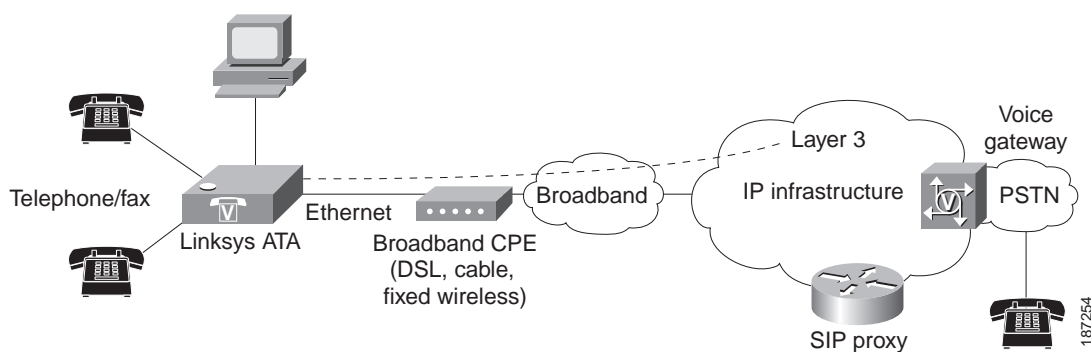 Telephone/fax
V
Linksys ATA
Ethernet
Broadband CPE
(DSL, cable,
fixed wireless)
Broadband
Layer 3
IP infrastructure
SIP proxy
Voice
gateway
V
PSTN
187254